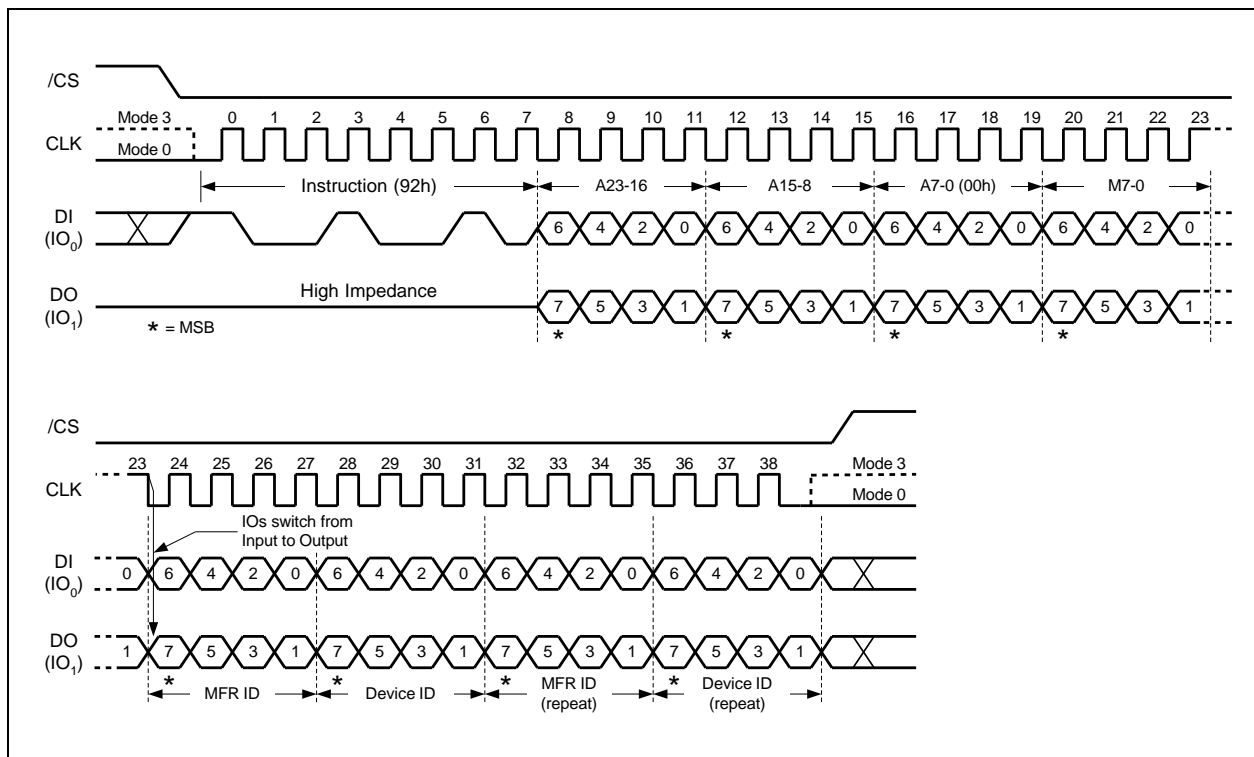 /CS
Mode 3 0 1 2 3 4 5 6 7 8 9 10 11 12 13 14 15 16 17 18 19 20 21 22 23
CLK
Mode 0
Instruction (92h) A23-16 A15-8 A7-0 (00h) M7-0
DI
(IO0)
6 4 2 0 6 4 2 0 6 4 2 0 6 4 2 0
High Impedance
DO
(IO1)
7 5 3 1 7 5 3 1 7 5 3 1 7 5 3 1
* = MSB
* * * *
/CS
23 24 25 26 27 28 29 30 31 32 33 34 35 36 37 38 Mode 3
CLK
Mode 0
IOs switch from
Input to Output
DI
(IO0)
0 6 4 2 0 6 4 2 0 6 4 2 0 6 4 2 0
DO
(IO1)
1 7 5 3 1 7 5 3 1 7 5 3 1 7 5 3 1
* * * *
MFR ID Device ID MFR ID Device ID
(repeat) (repeat)